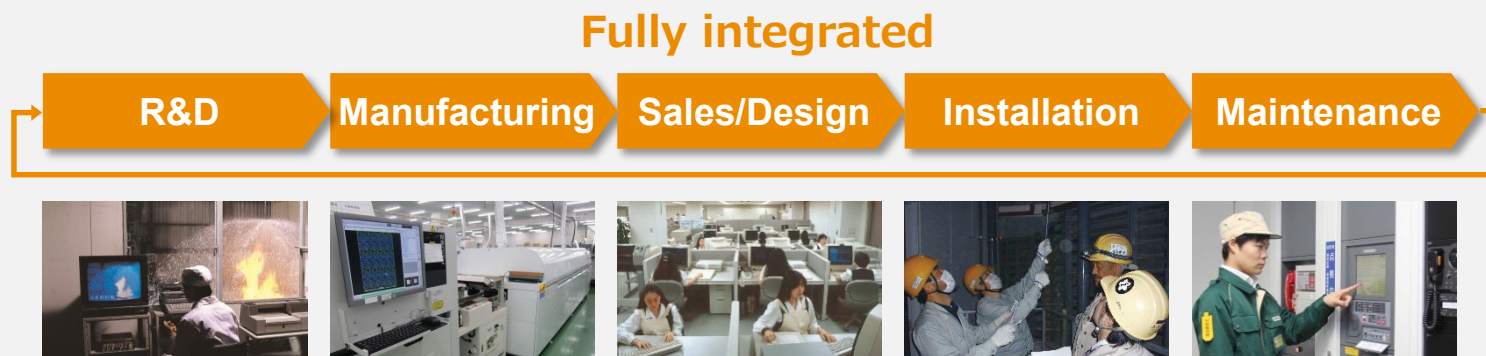 Fully integrated
R&D
Manufacturing
Sales/Design
Installation
Maintenance